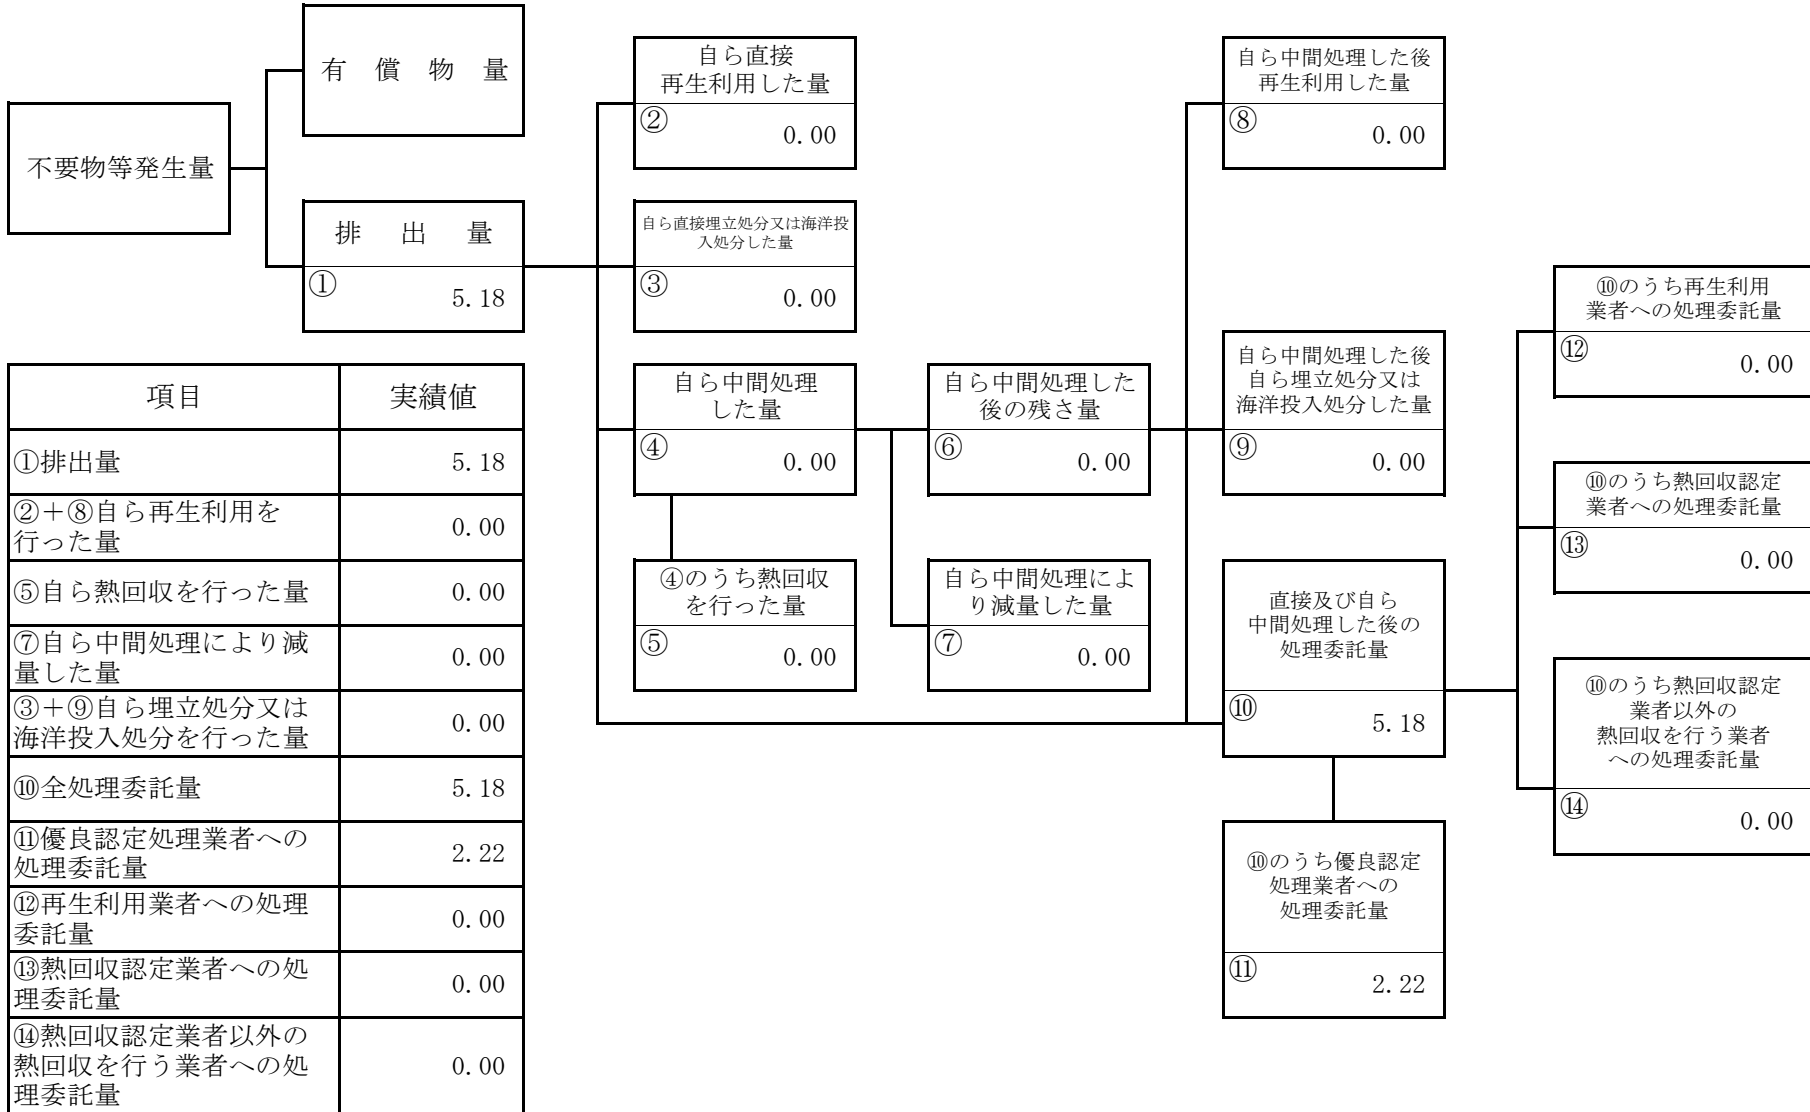 有償物量
不要物等発生量
排出量
①
5.18
自ら直接
再生利用した量
②
0.00
自ら直接埋立処分又は海洋投
入処分した量
③
0.00
自ら中間処理
した量
④
0.00
④のうち熱回収
を行った量
⑤
0.00
自ら中間処理した
後の残さ量
⑥
0.00
自ら中間処理によ
り減量した量
⑦
0.00
自ら中間処理した後
再生利用した量
⑧
0.00
自ら中間処理した後
自ら埋立処分又は
海洋投入処分した量
⑨
0.00
直接及び自ら
中間処理した後の
処理委託量
⑩
5.18
⑩のうち優良認定
処理業者への
処理委託量
⑪
2.22
⑩のうち再生利用
業者への処理委託量
⑫
0.00
⑩のうち熱回収認定
業者への処理委託量
⑬
0.00
⑩のうち熱回収認定
業者以外の
熱回収を行う業者
への処理委託量
⑭
0.00
項目 実績値
①排出量 5.18
②+⑧自ら再生利用を
行った量
0.00
⑤自ら熱回収を行った量 0.00
⑦自ら中間処理により減
量した量
0.00
③+⑨自ら埋立処分又は
海洋投入処分を行った量
0.00
⑩全処理委託量 5.18
⑪優良認定処理業者への
処理委託量
2.22
⑫再生利用業者への処理
委託量
0.00
⑬熱回収認定業者への処
理委託量
0.00
⑭熱回収認定業者以外の
熱回収を行う業者への処
理委託量
0.00